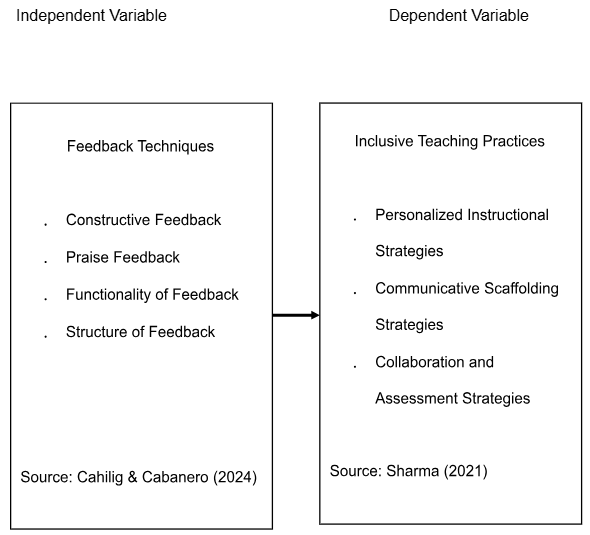 Independent Variable
Dependent Variable
Feedback Techniques
. Constructive Feedback
. Praise Feedback
. Functionality of Feedback
. Structure of Feedback
Source: Cahilig & Cabanero (2024)
Inclusive Teaching Practices
. Personalized Instructional
Strategies
. Communicative Scaffolding
Strategies
. Collaboration and
Assessment Strategies
Source: Sharma (2021)